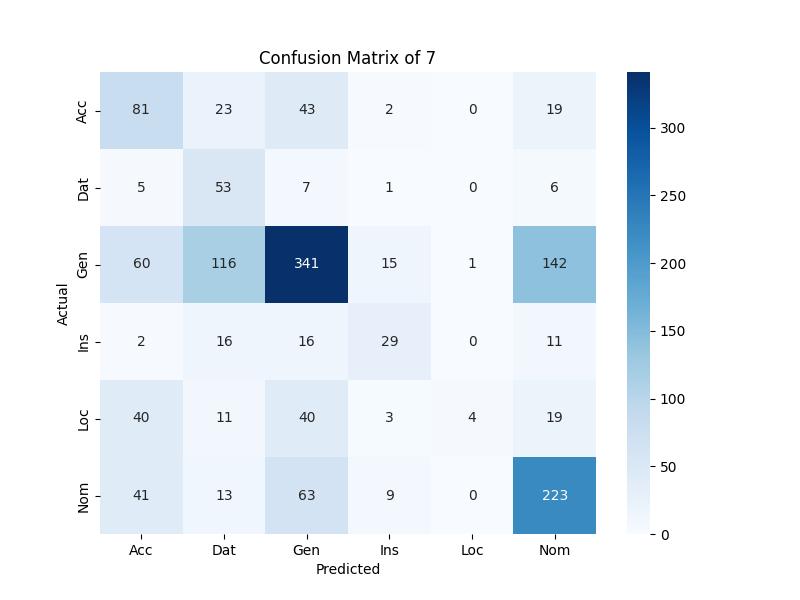 Confusion Matrix of 7
Acc 81 23 43 2 0 19
Dat 5 53 7 1 0 6
Gen 60 116 341 15 1 142
Ins 2 16 16 29 0 11
Loc 40 11 40 3 4 19
Nom 41 13 63 9 0 223
Actual
Acc Dat Gen Ins Loc Nom
Predicted
300
250
200
150
100
50
0